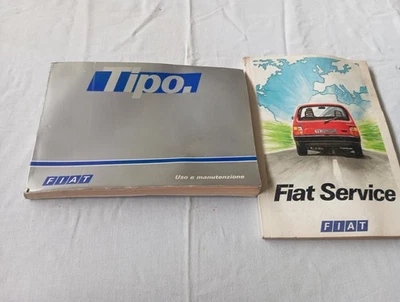 Tipo.
FIAT
Uso e manutenzione
Fiat Service
FIAT